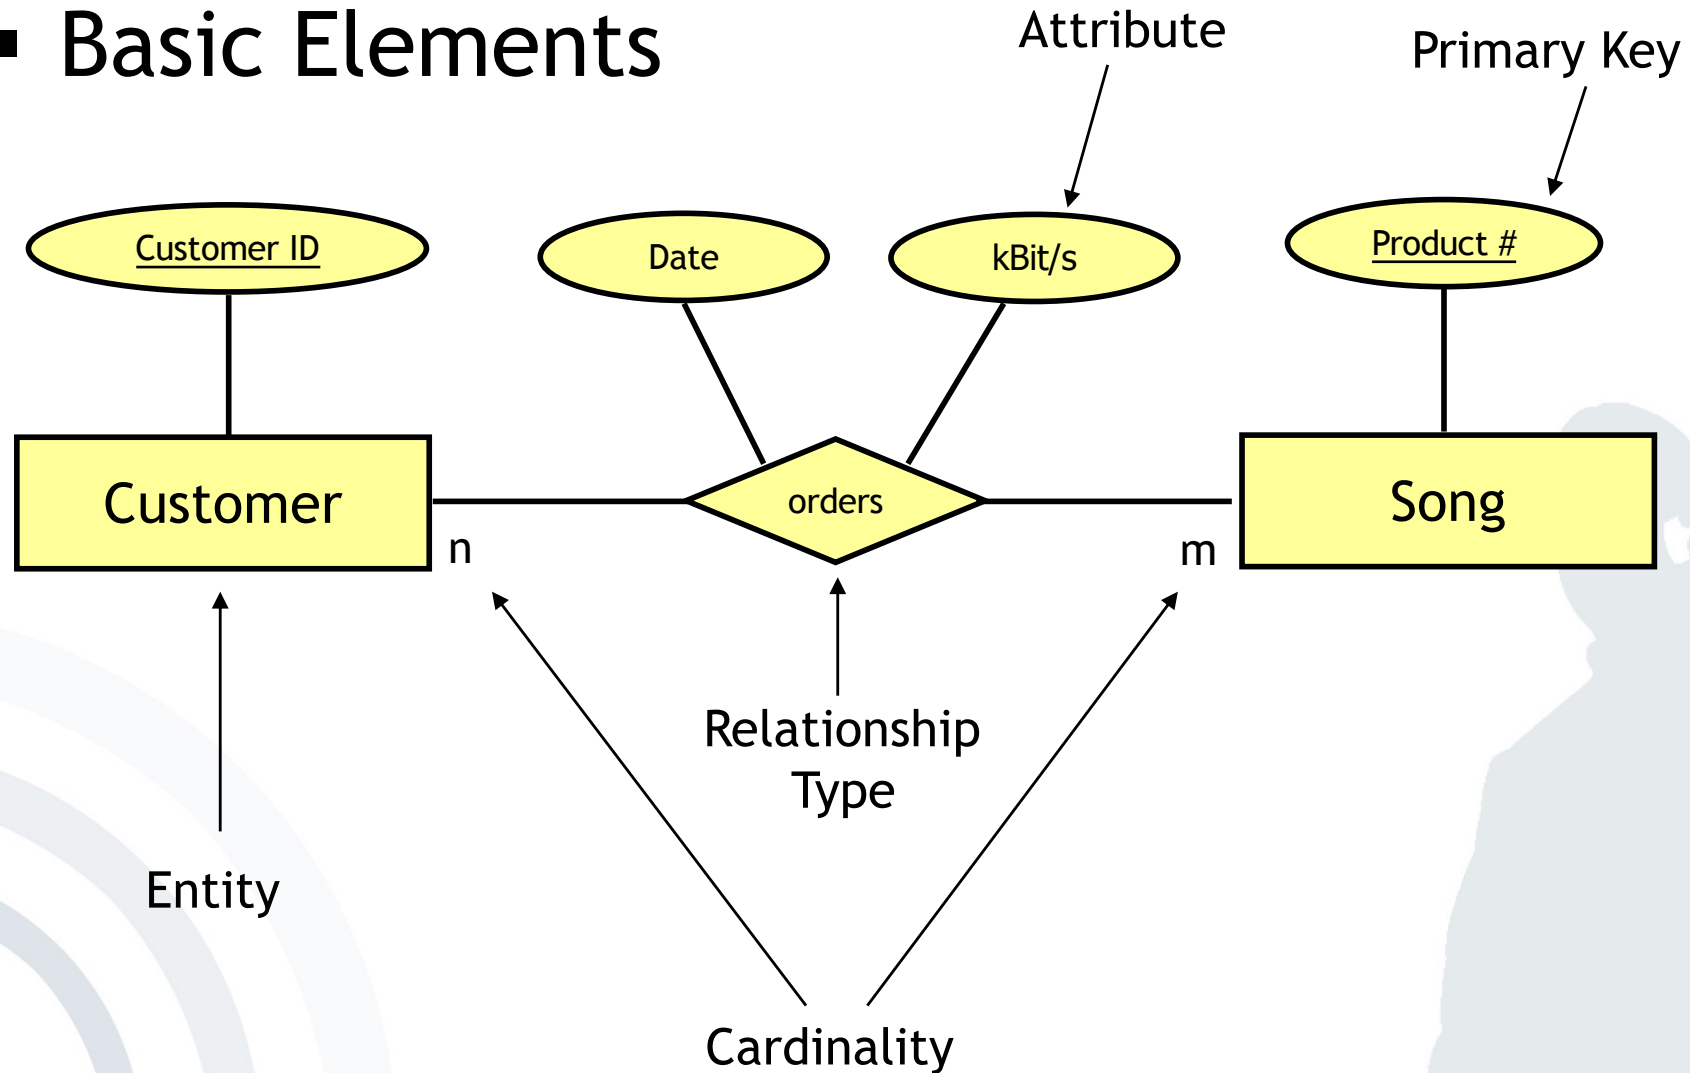 ▪ Basic Elements
Attribute
Primary Key
Customer ID
Date
kBit/s
Product #
Customer
orders
Song
n
m
Relationship
Type
Entity
Cardinality